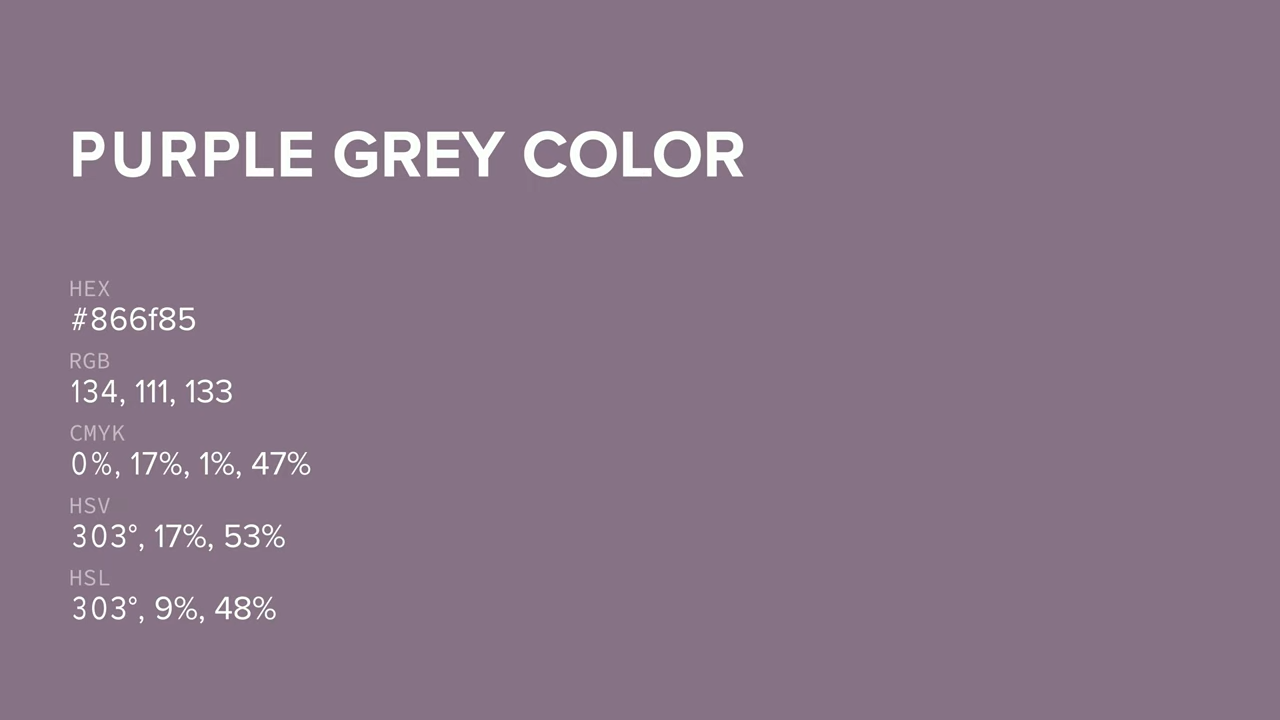 PURPLE GREY COLOR
HEX
#866f85
RGB
134, 111, 133
CMYK
0%, 17%, 1%, 47%
HSV
303°, 17%, 53%
HSL
303°, 9%, 48%